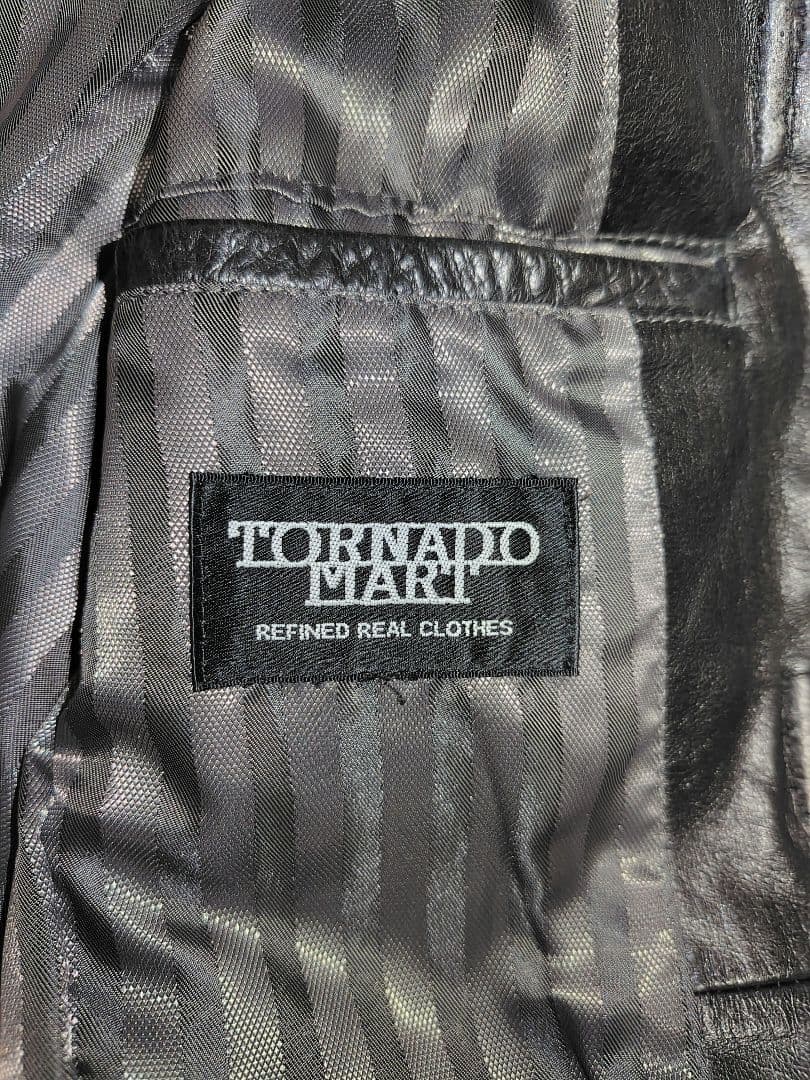 TORNADO
MART
REFINED REAL CLOTHES